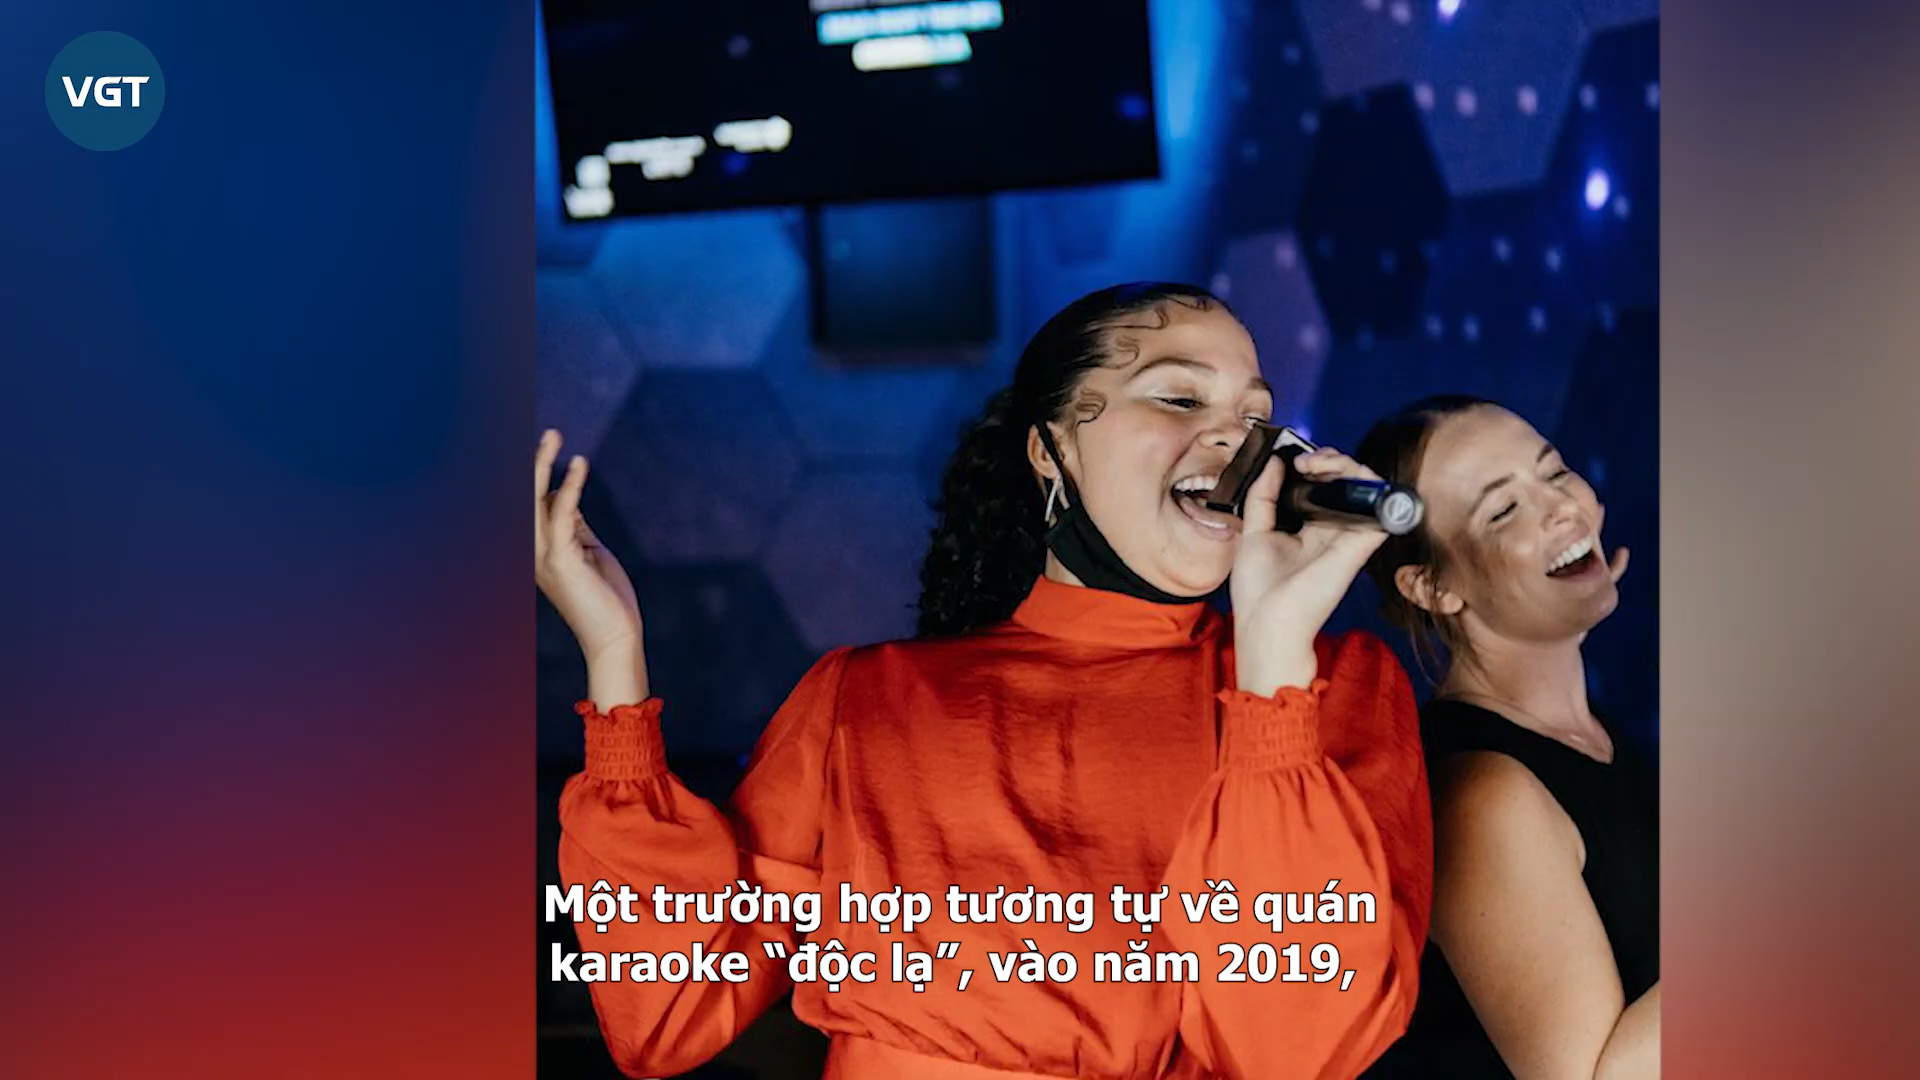 VGT
Một trường hợp tương tự về quán
karaoke “độc lạ”, vào năm 2019,